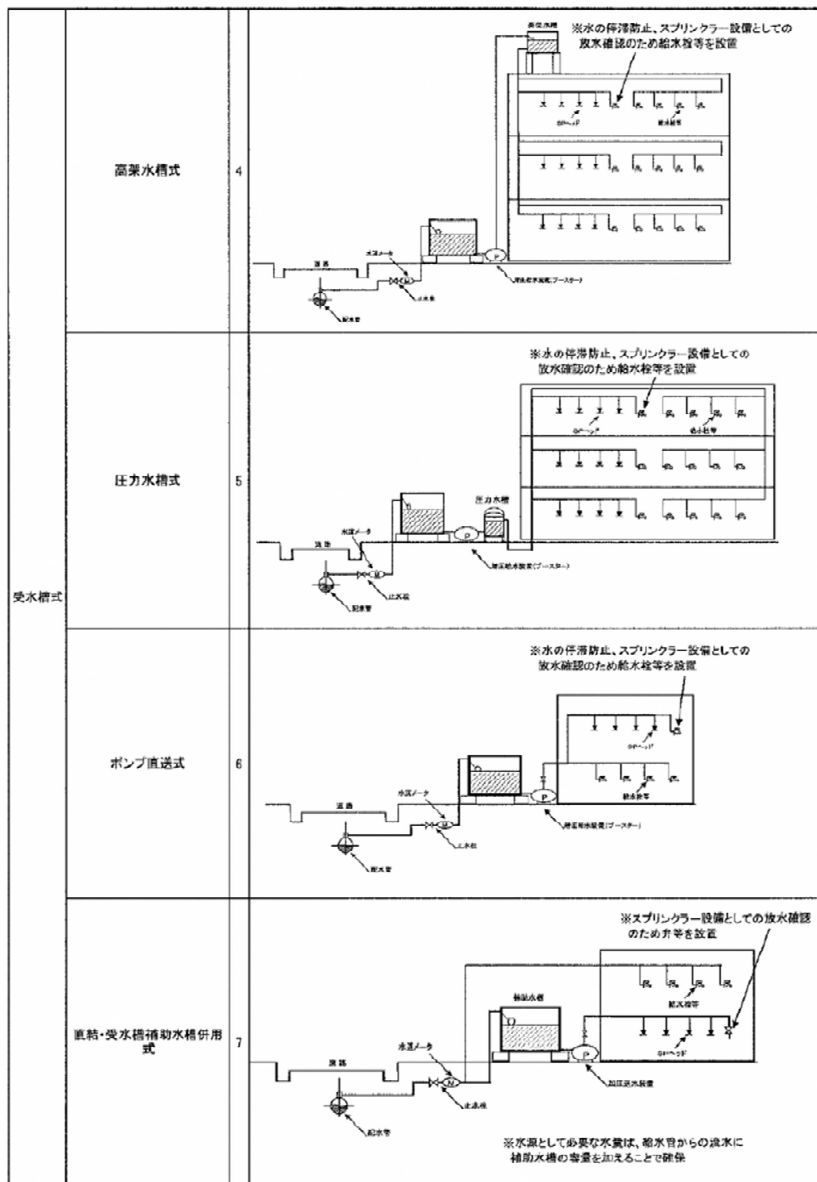 受水槽式
高架水槽式
4
高架水槽
※水の停滞防止、スプリンクラー設備としての
放水確認のため給水栓等を設置
SPヘッド
給水栓等
水道メータ
道路
止水栓
配水管
P
M
増圧給水装置(ブースター)
圧力水槽式
5
※水の停滞防止、スプリンクラー設備としての
放水確認のため給水栓等を設置
SPヘッド
給水栓等
圧力水槽
水道メータ
道路
P
M
増圧給水装置(ブースター)
止水栓
配水管
ポンプ直送式
6
※水の停滞防止、スプリンクラー設備としての
放水確認のため給水栓等を設置
SPヘッド
給水栓等
水道メータ
道路
P
M
増圧給水装置(ブースター)
止水栓
配水管
直結・受水槽補助水槽併用
式
7
※スプリンクラー設備としての放水確認
のため弁等を設置
補助水槽
給水栓等
SPヘッド
水道メータ
道路
P
M
加圧送水装置
止水栓
配水管
※水源として必要な水量は、給水管からの流水に
補助水槽の容量を加えることで確保